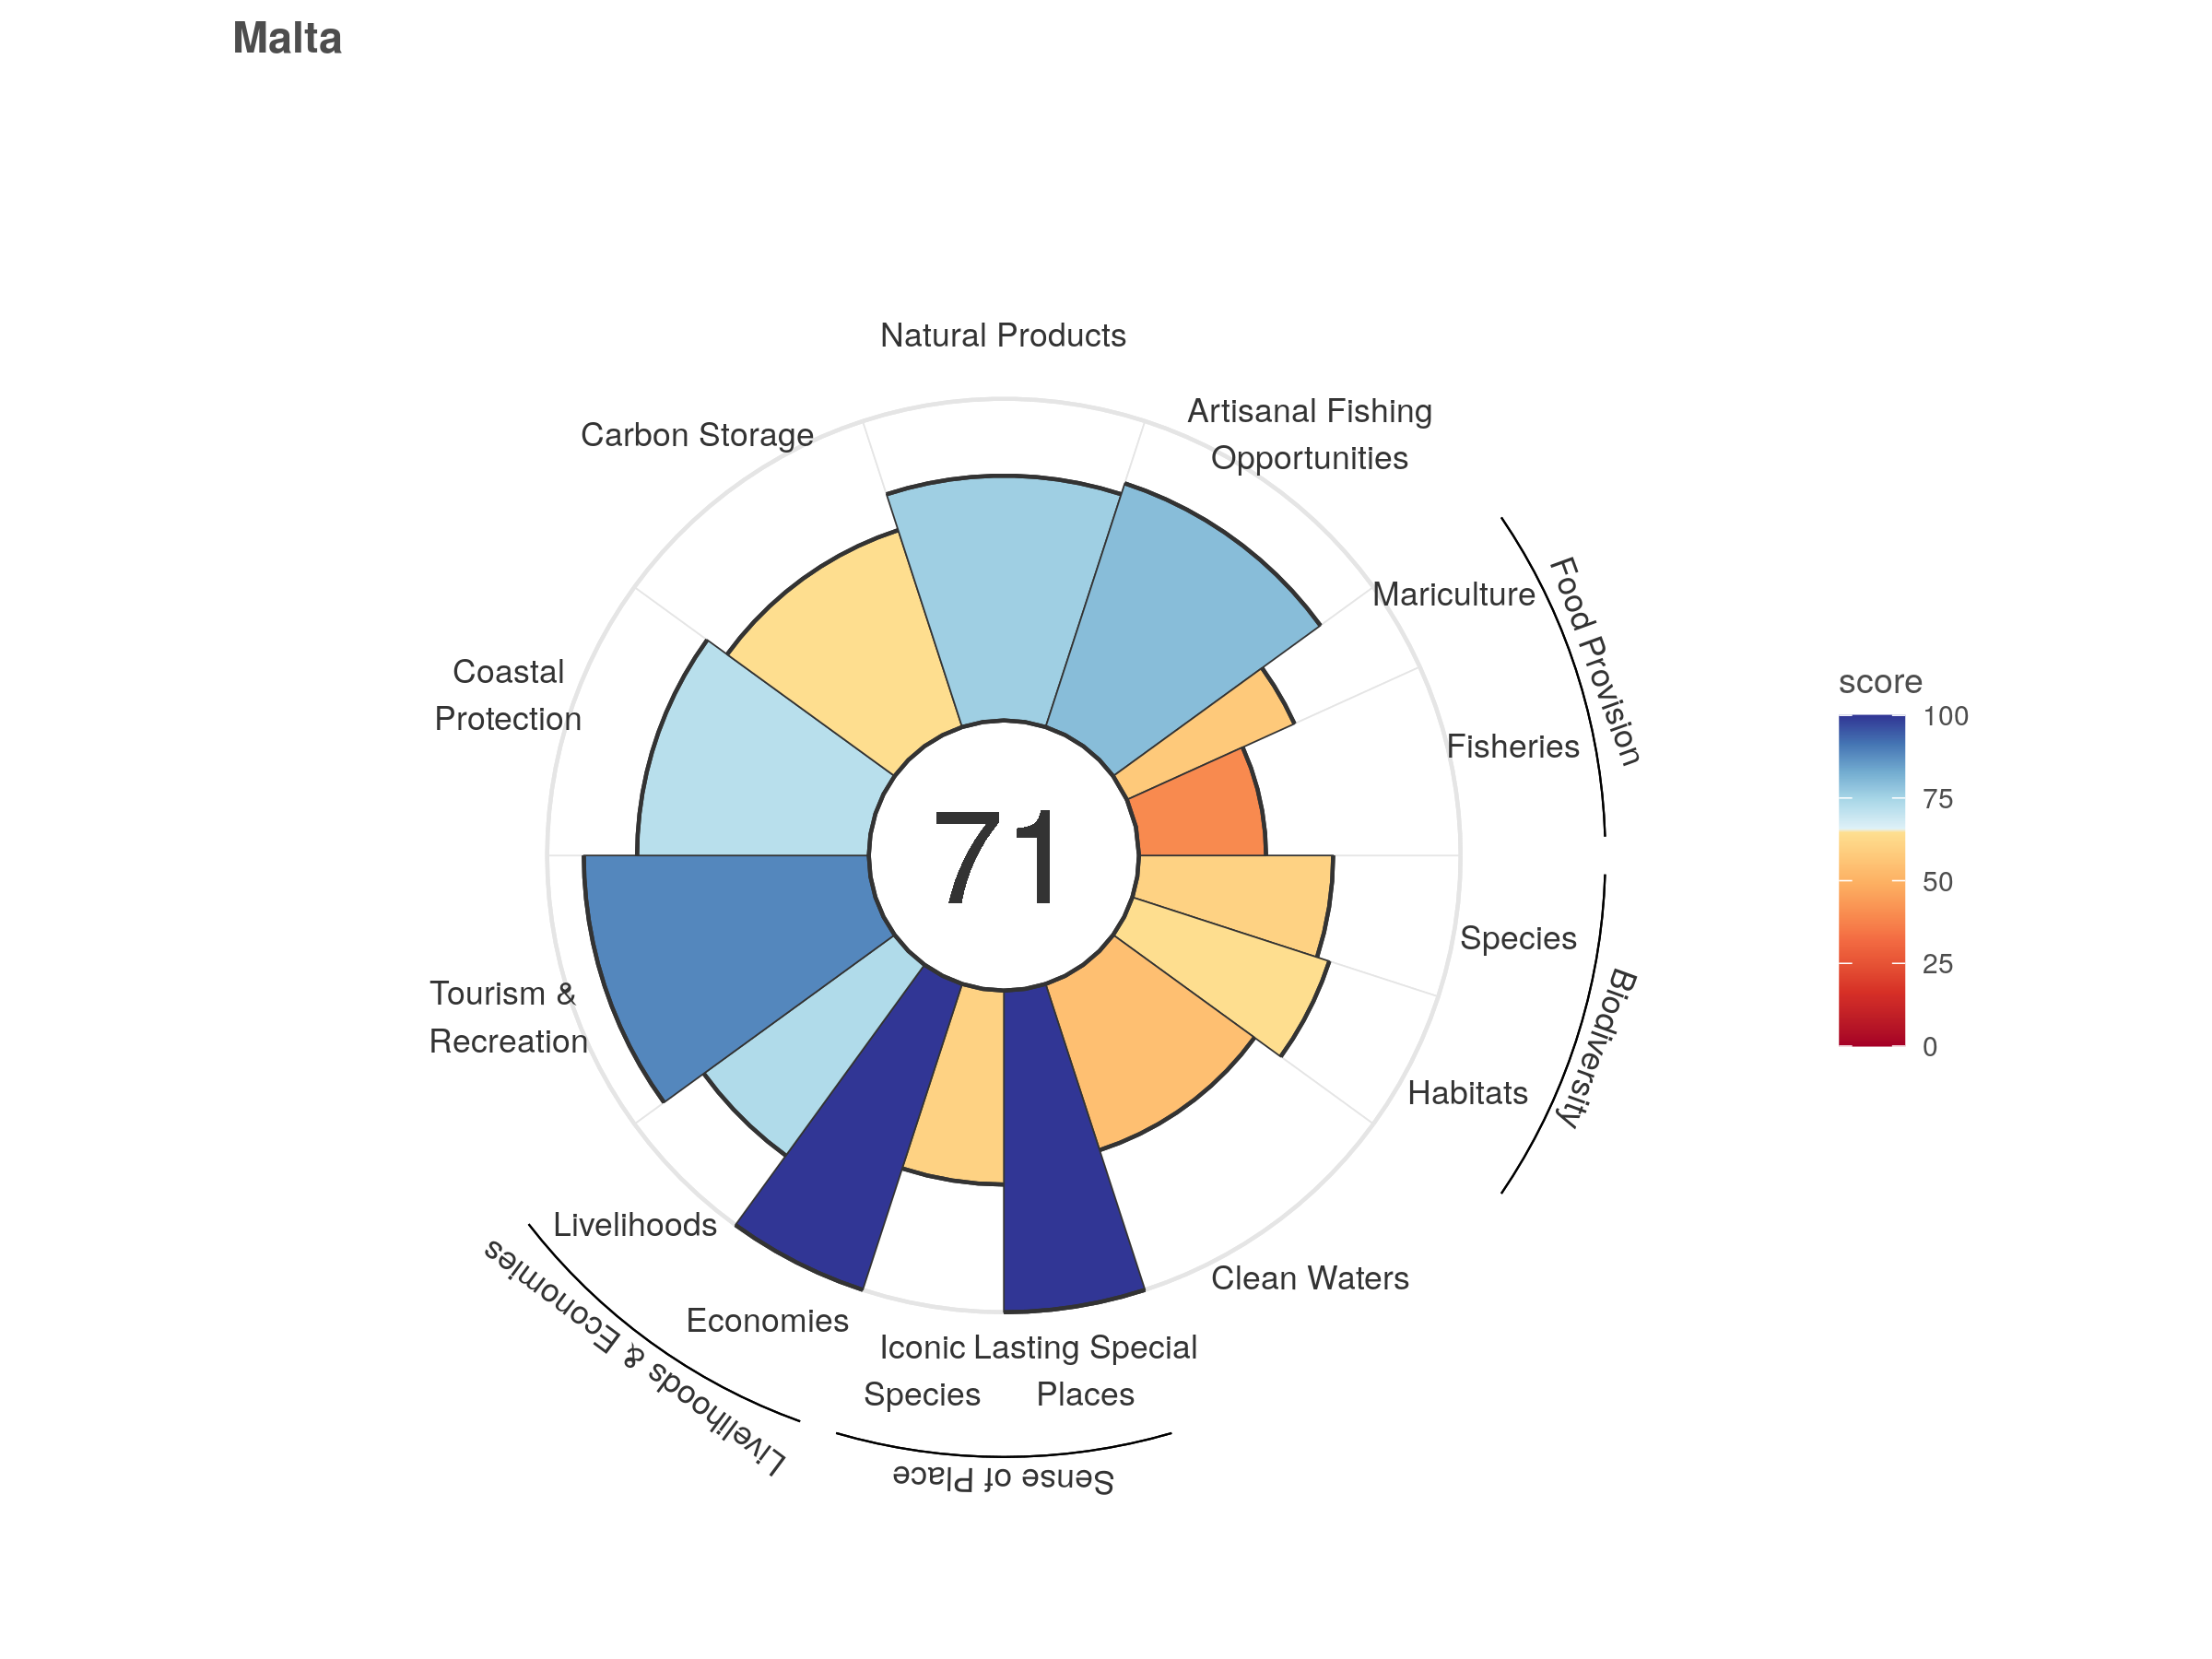 Malta
Natural Products
Artisanal Fishing
Opportunities
Carbon Storage
Mariculture
Food Provision
Coastal
Protection
Fisheries
71
score
100
75
50
25
0
Species
Biodiversity
Tourism &
Recreation
Habitats
Livelihoods
Livelihoods & Economies
Clean Waters
Economies
Iconic
Species
Lasting Special
Places
Sense of Place